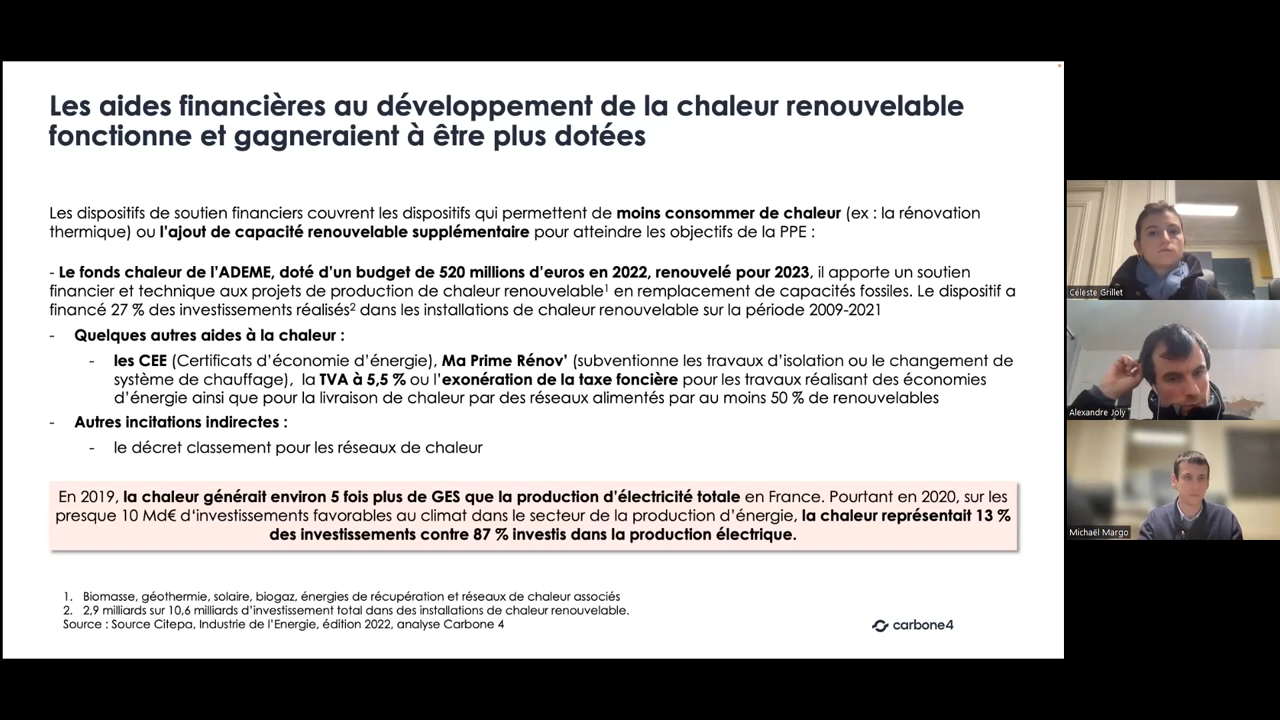 Les aides financières au développement de la chaleur renouvelable
fonctionne et gagneraient à être plus dotées
Les dispositifs de soutien financiers couvrent les dispositifs qui permettent de moins consommer de chaleur (ex : la rénovation
thermique) ou l'ajout de capacité renouvelable supplémentaire pour atteindre les objectifs de la PPE :
- Le fonds chaleur de l'ADEME, doté d'un budget de 520 millions d'euros en 2022, renouvelé pour 2023, il apporte un soutien
financier et technique aux projets de production de chaleur renouvelable¹ en remplacement de capacités fossiles. Le dispositif a
financé 27 % des investissements réalisés² dans les installations de chaleur renouvelable sur la période 2009-2021
- Quelques autres aides à la chaleur :
- les CEE (Certificats d'économie d'énergie), Ma Prime Rénov' (subventionne les travaux d'isolation ou le changement de
système de chauffage), la TVA à 5,5 % ou l'exonération de la taxe foncière pour les travaux réalisant des économies
d'énergie ainsi que pour la livraison de chaleur par des réseaux alimentés par au moins 50 % de renouvelables
- Autres incitations indirectes :
- le décret classement pour les réseaux de chaleur
En 2019, la chaleur générait environ 5 fois plus de GES que la production d'électricité totale en France. Pourtant en 2020, sur les
presque 10 Md€ d'investissements favorables au climat dans le secteur de la production d'énergie, la chaleur représentait 13 %
des investissements contre 87 % investis dans la production électrique.
1. Biomasse, géothermie, solaire, biogaz, énergies de récupération et réseaux de chaleur associés
2. 2,9 milliards sur 10,6 milliards d'investissement total dans des installations de chaleur renouvelable.
Source : Source Citepa, Industrie de l'Energie, édition 2022, analyse Carbone 4
carbone4
Céleste Grillet
Alexandre Joly
Michaël Margo